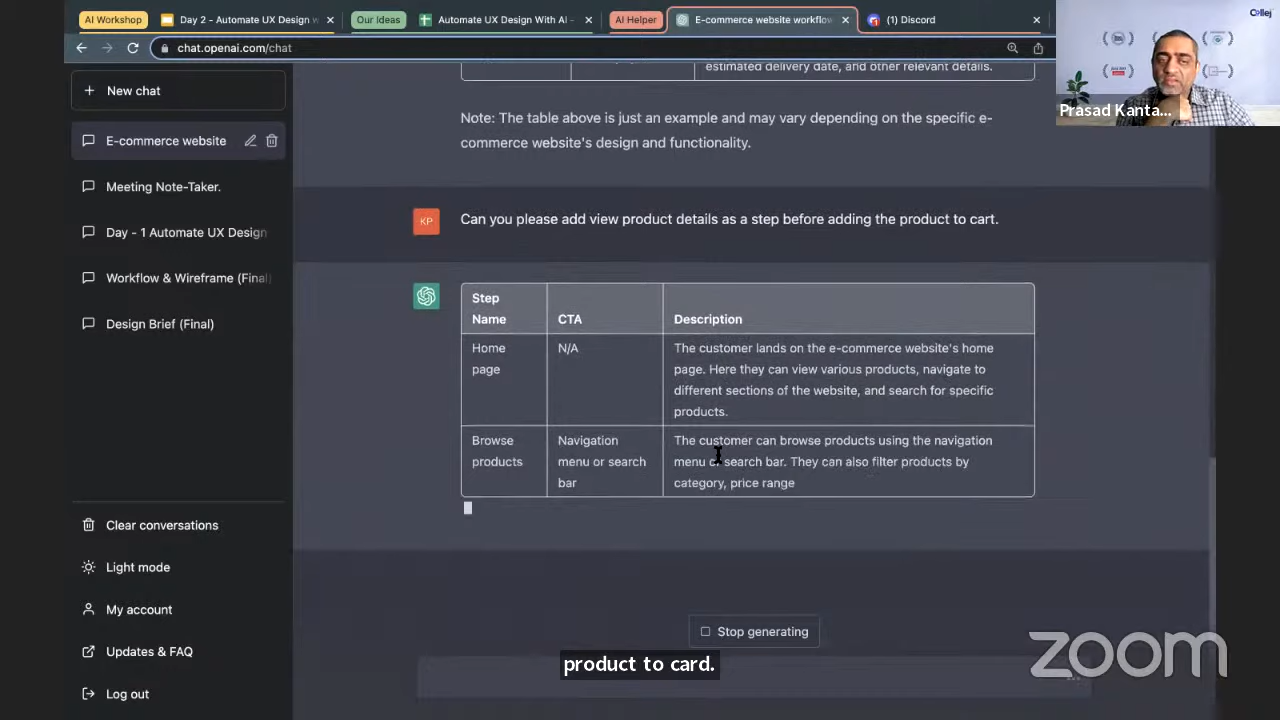 AI Workshop
Day 2 - Automate UX Design w
Our Ideas
Automate UX Design With Ai -
AI Helper
E-commerce website workflow
(1) Discord
Collej
chat.openai.com/chat
Prasad Kanta...
New chat
E-commerce website
Meeting Note-Taker.
Day - 1 Automate UX Design
Workflow & Wireframe (Final)
Design Brief (Final)
Clear conversations
Light mode
My account
Updates & FAQ
Log out
estimated delivery date, and other relevant details.
Note: The table above is just an example and may vary depending on the specific e-
commerce website's design and functionality.
KP
Can you please add view product details as a step before adding the product to cart.
Step
Name
CTA
Description
Home
page
N/A
The customer lands on the e-commerce website's home
page. Here they can view various products, navigate to
different sections of the website, and search for specific
products.
Browse
products
Navigation
menu or search
bar
The customer can browse products using the navigation
menu or search bar. They can also filter products by
category, price range
Stop generating
product to card.
zoom